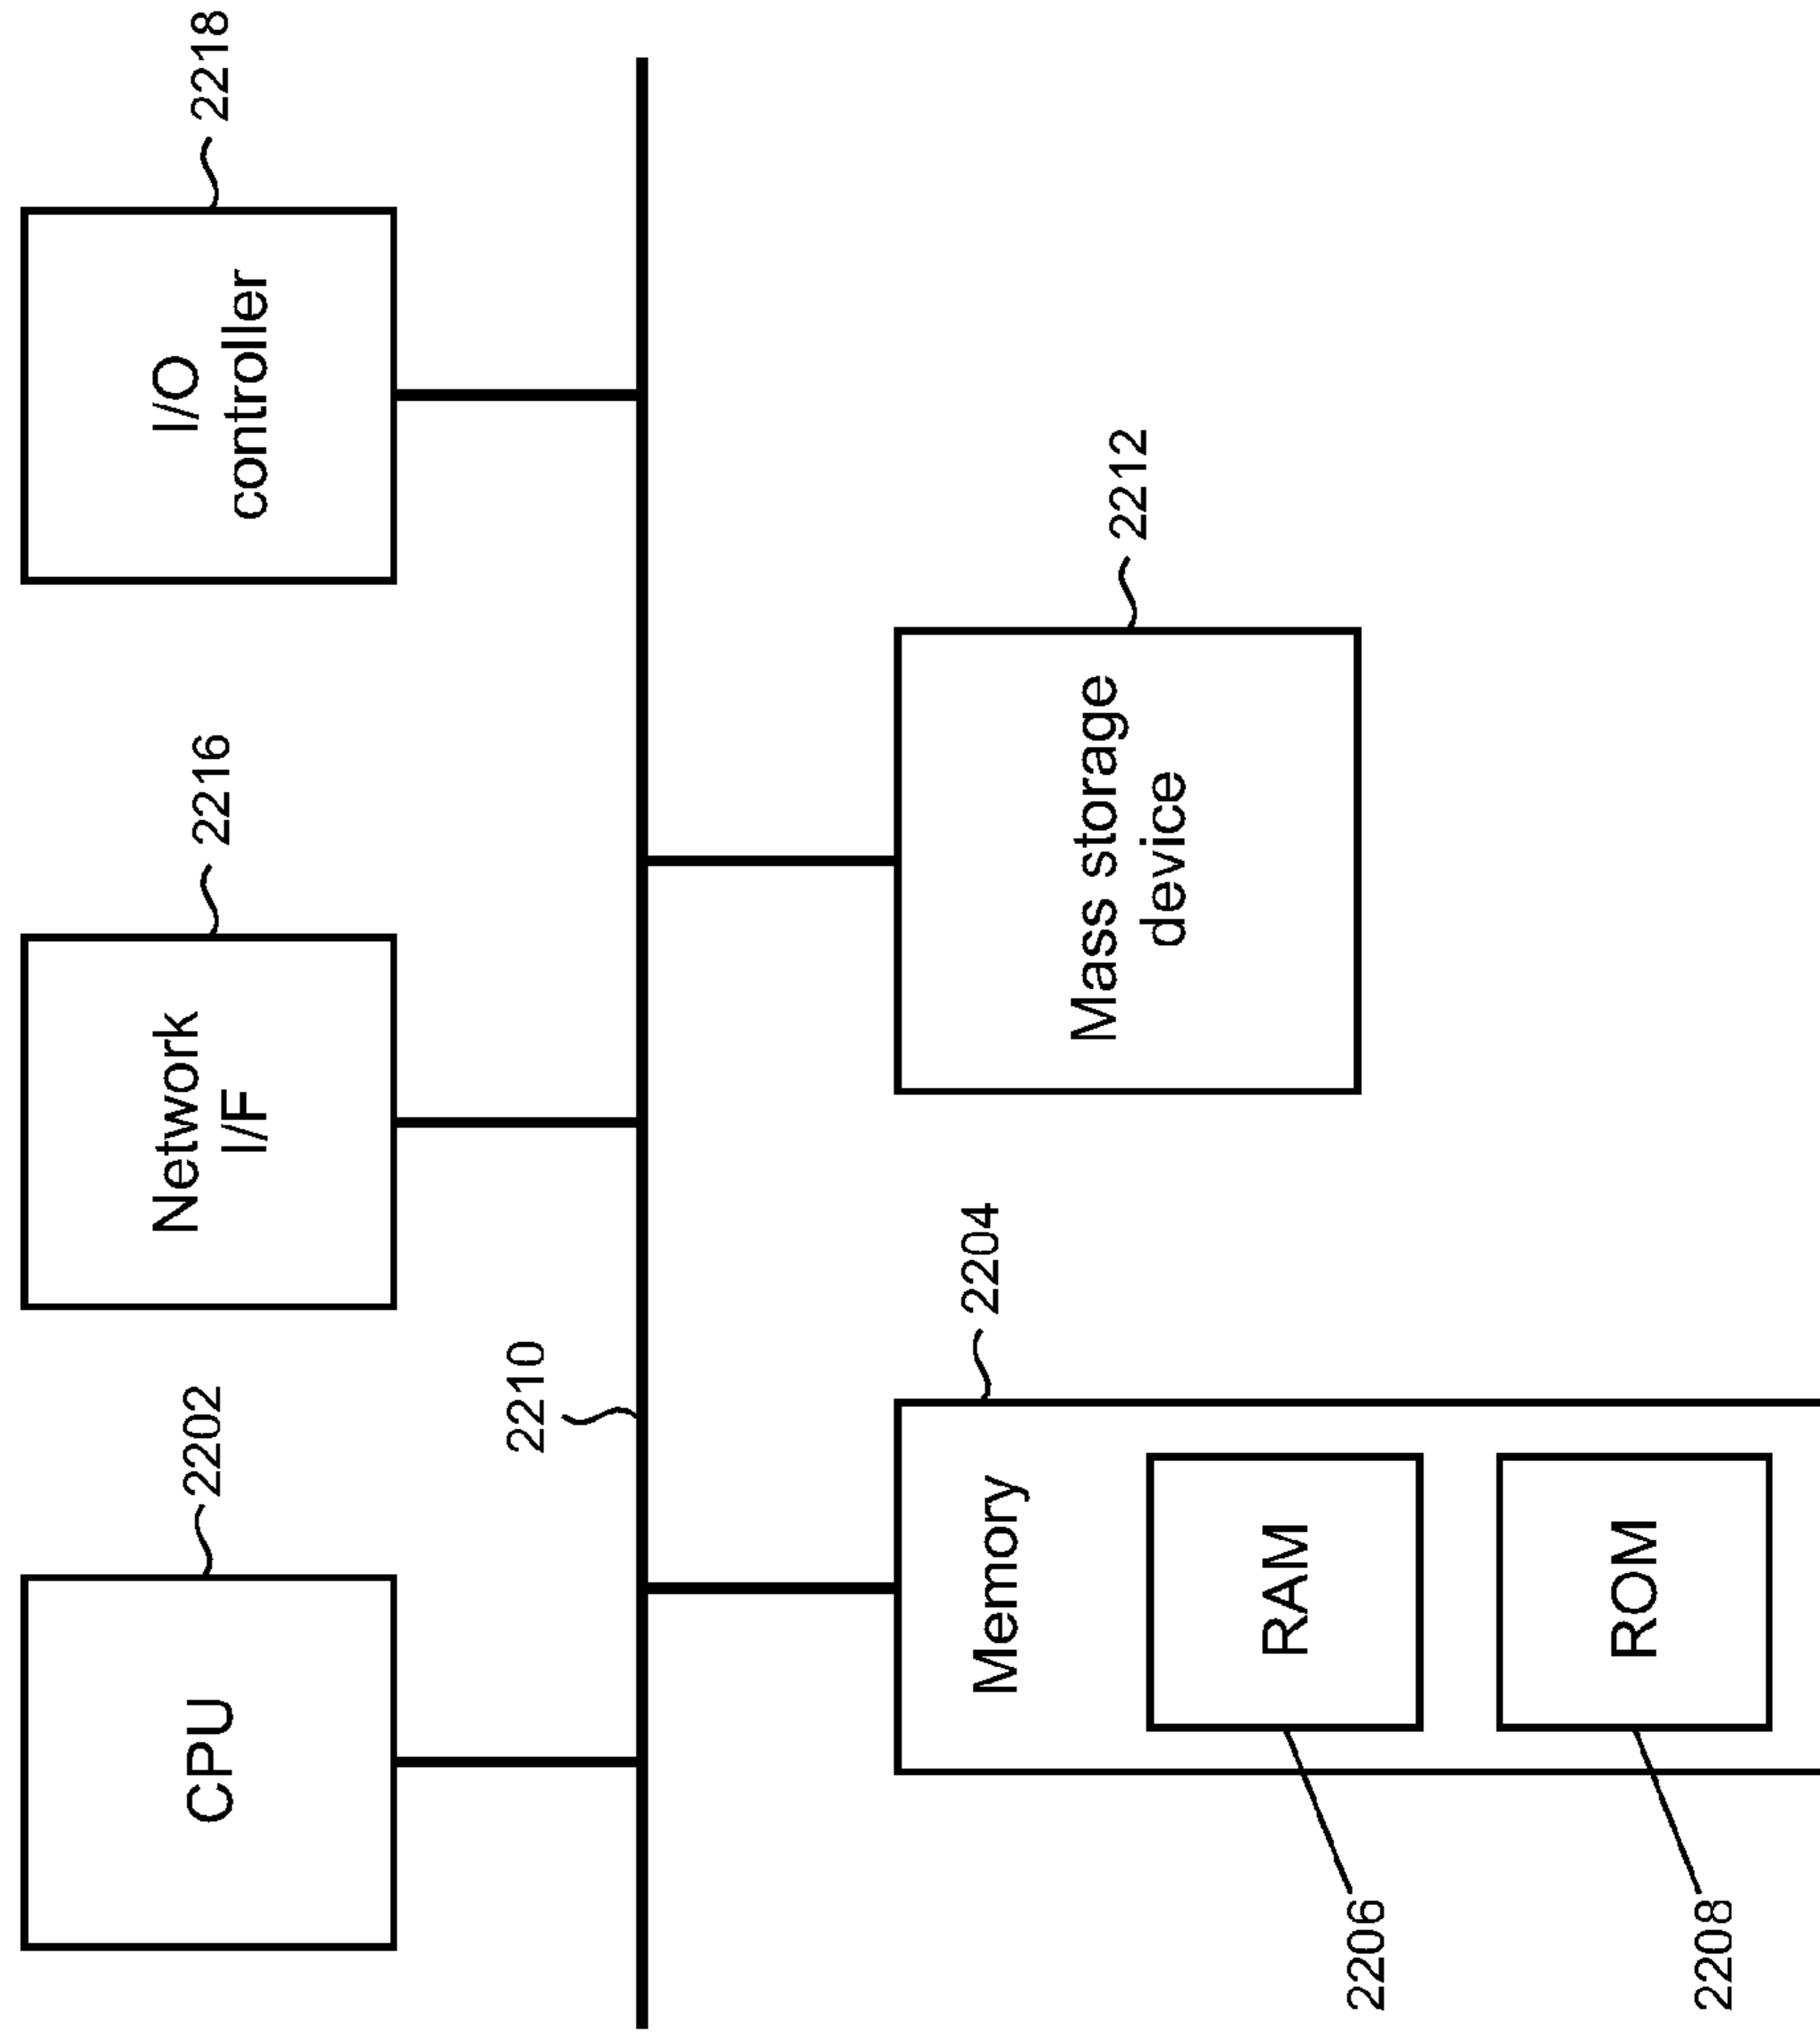 CPU
2202
Network
I/F
2216
I/O
controller
2218
2210
Memory
2204
RAM
2206
ROM
2208
Mass storage
device
2212